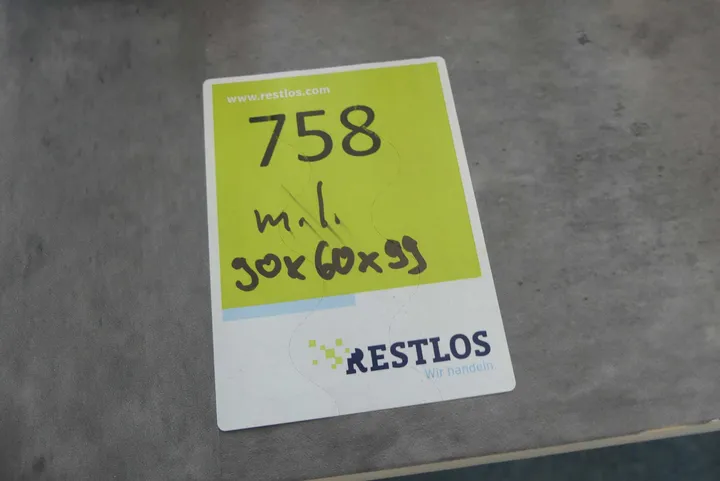 www.restlos.com
758
m.l.
90x60x99
RESTLOS
Wir handeln